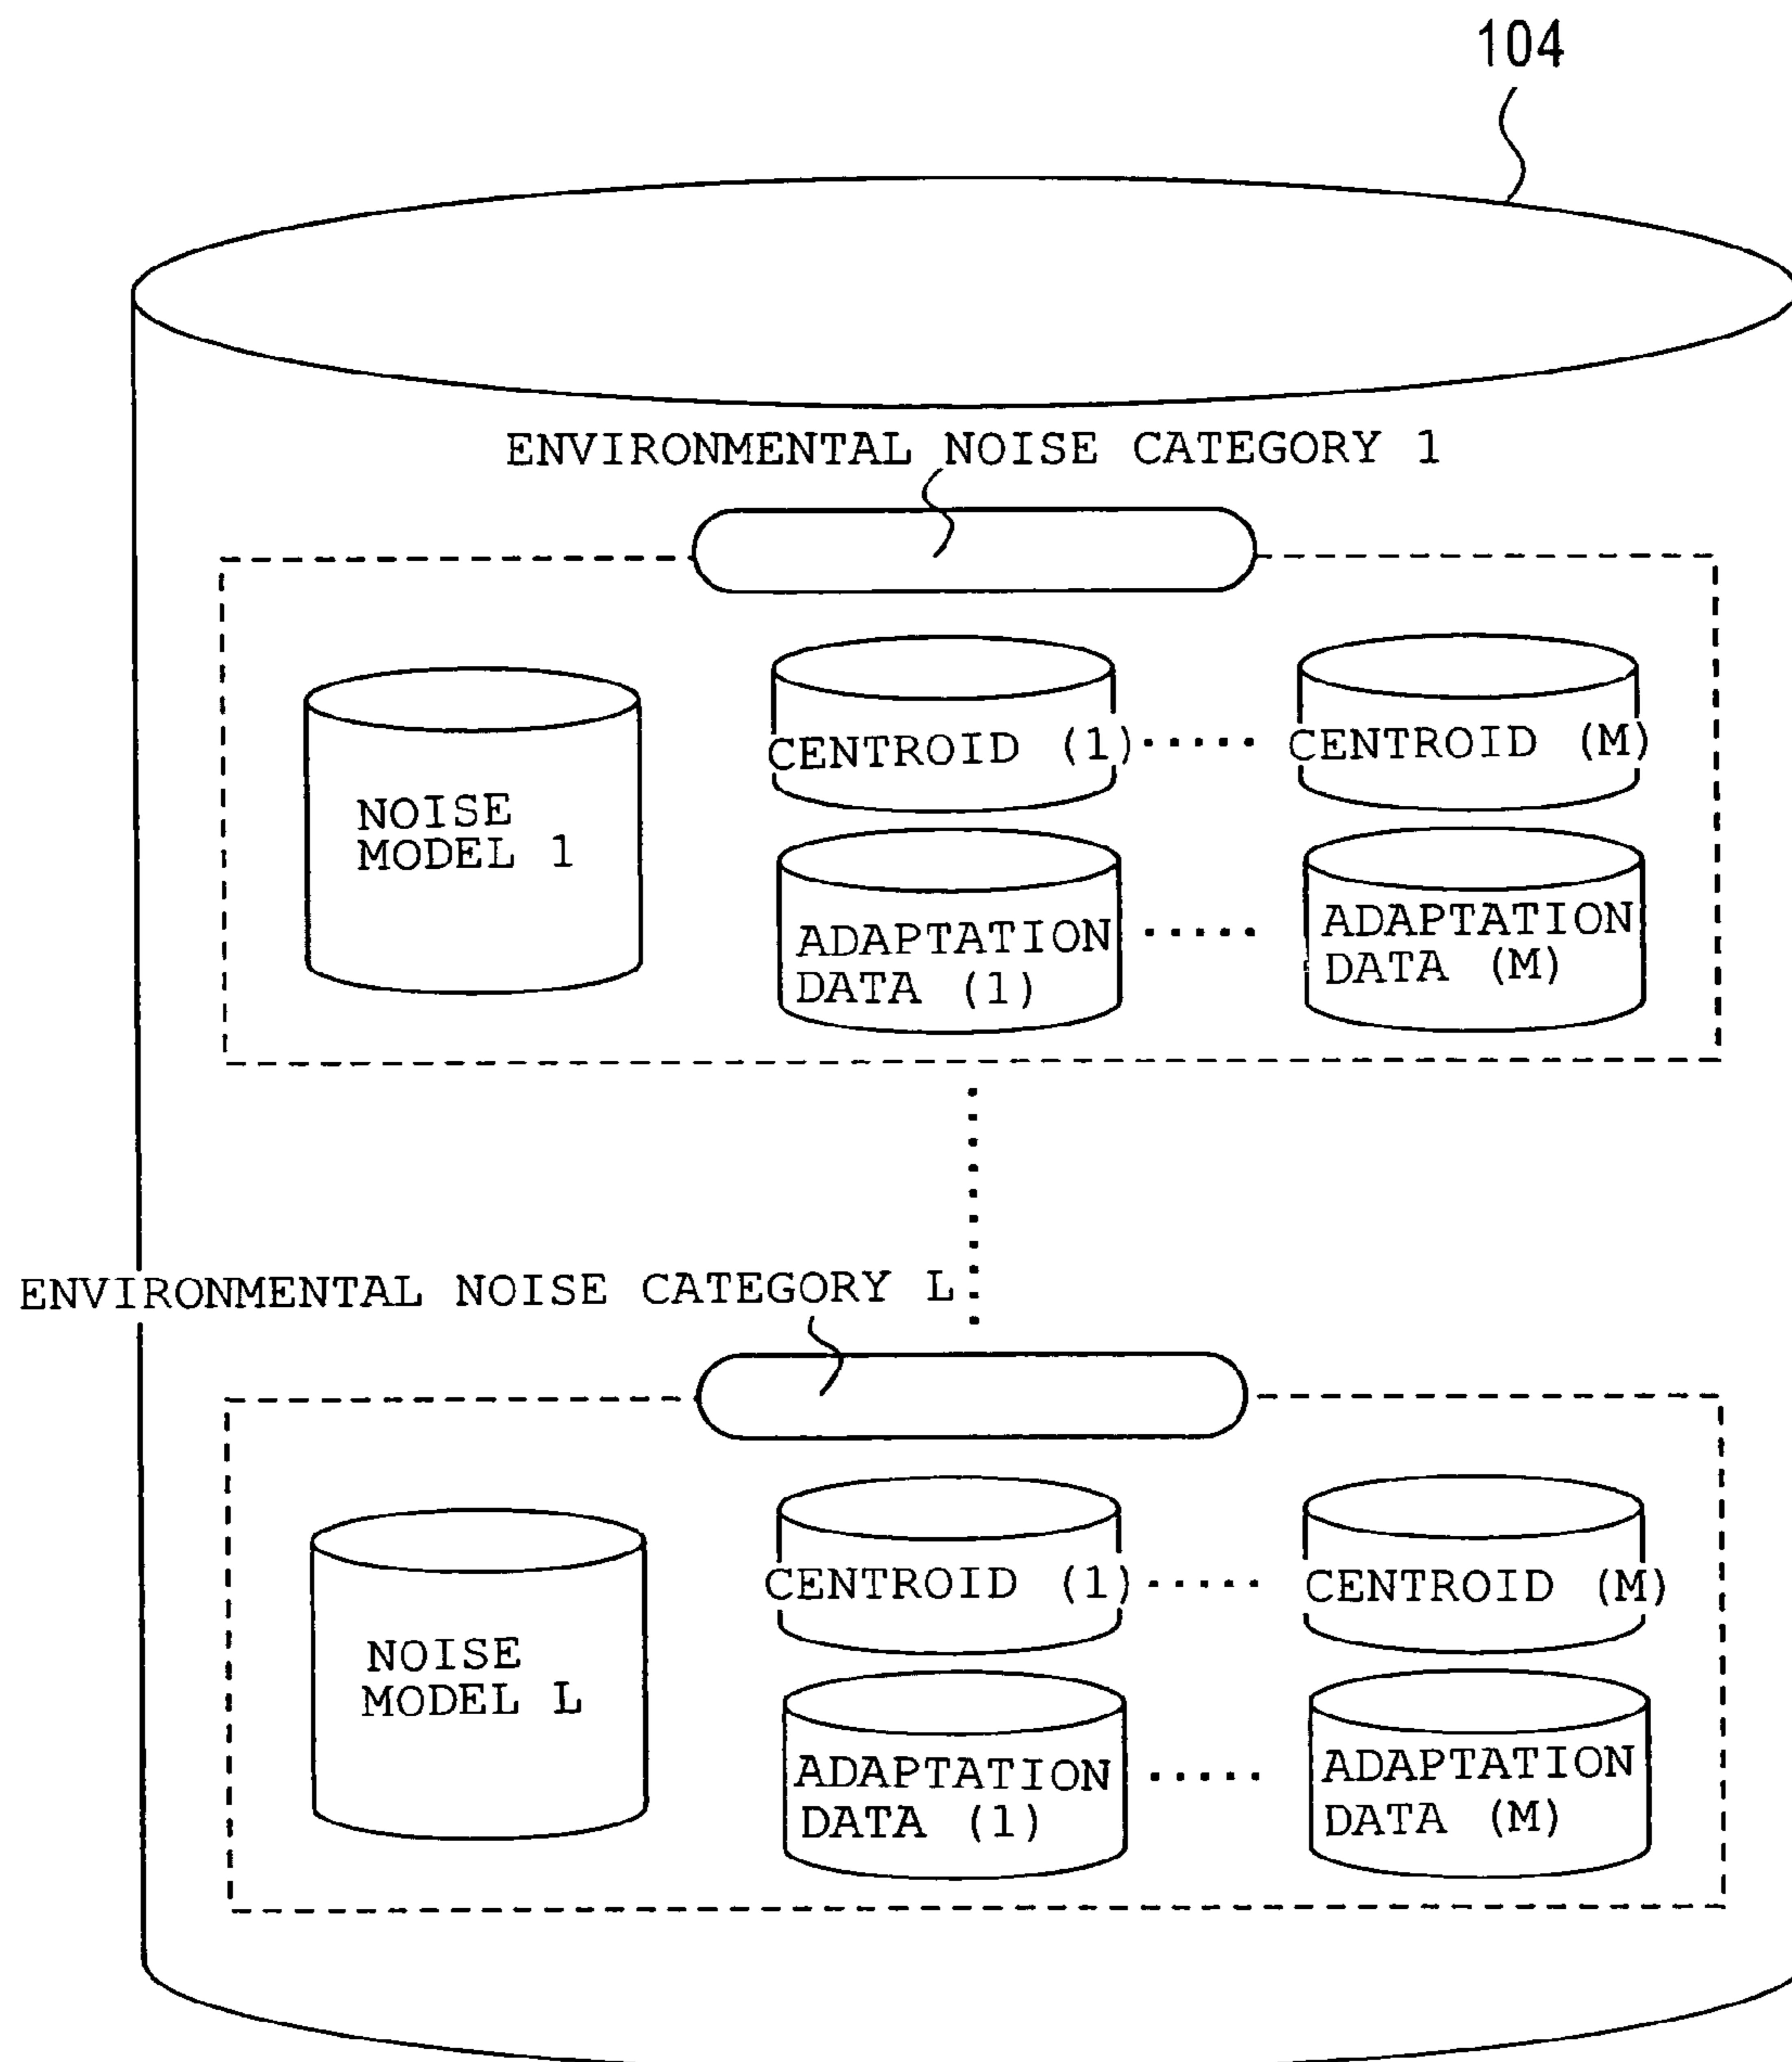 104
ENVIRONMENTAL NOISE CATEGORY 1
NOISE
MODEL 1
CENTROID (1)····· CENTROID (M)
ADAPTATION
DATA (1)
·····
ADAPTATION
DATA (M)
ENVIRONMENTAL NOISE CATEGORY L
NOISE
MODEL L
CENTROID (1)····· CENTROID (M)
ADAPTATION
DATA (1)
·····
ADAPTATION
DATA (M)